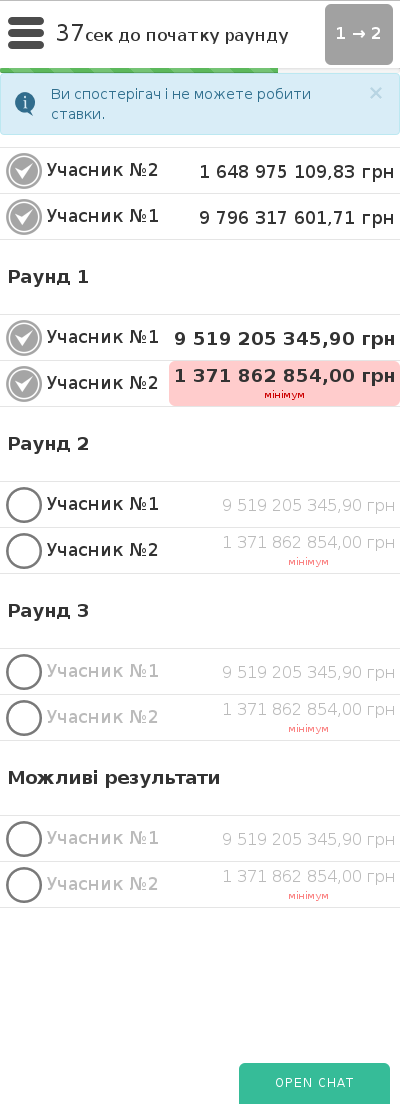 37сек до початку раунду
1 → 2
Ви спостерігач і не можете робити
ставки.
×
Учасник №2 1 648 975 109,83 грн
Учасник №1 9 796 317 601,71 грн
Раунд 1
Учасник №1 9 519 205 345,90 грн
Учасник №2 1 371 862 854,00 грн
мінімум
Раунд 2
Учасник №1 9 519 205 345,90 грн
Учасник №2 1 371 862 854,00 грн
мінімум
Раунд 3
Учасник №1 9 519 205 345,90 грн
Учасник №2 1 371 862 854,00 грн
мінімум
Можливі результати
Учасник №1 9 519 205 345,90 грн
Учасник №2 1 371 862 854,00 грн
мінімум
OPEN CHAT